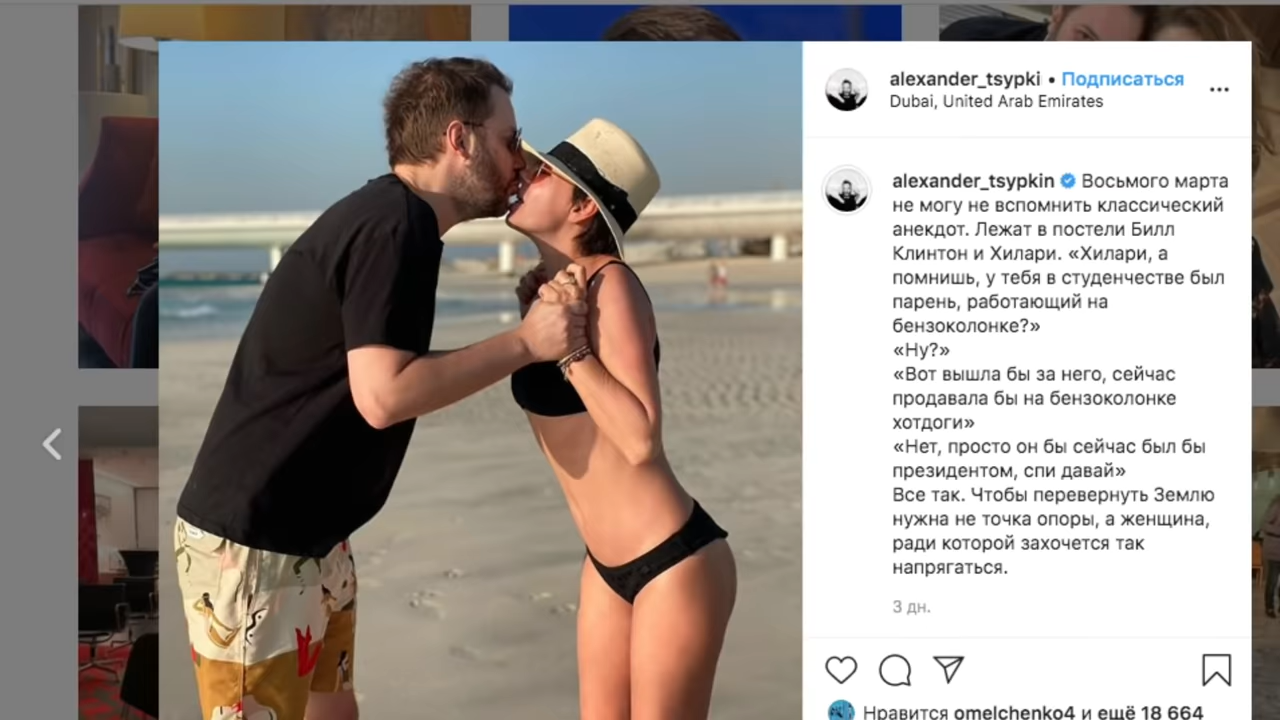 alexander_tsypki • Подписаться
Dubai, United Arab Emirates
alexander_tsypkin Восьмого марта
не могу не вспомнить классический
анекдот. Лежат в постели Билл
Клинтон и Хилари. «Хилари, а
помнишь, у тебя в студенчестве был
парень, работающий на
бензоколонке?»
«Ну?»
«Вот вышла бы за него, сейчас
продавала бы на бензоколонке
хотдоги»
«Нет, просто он бы сейчас был бы
президентом, спи давай»
Все так. Чтобы перевернуть Землю
нужна не точка опоры, а женщина,
ради которой захочется так
напрягаться.
3 дн.
Нравится omelchenko4 и ещё 18 664